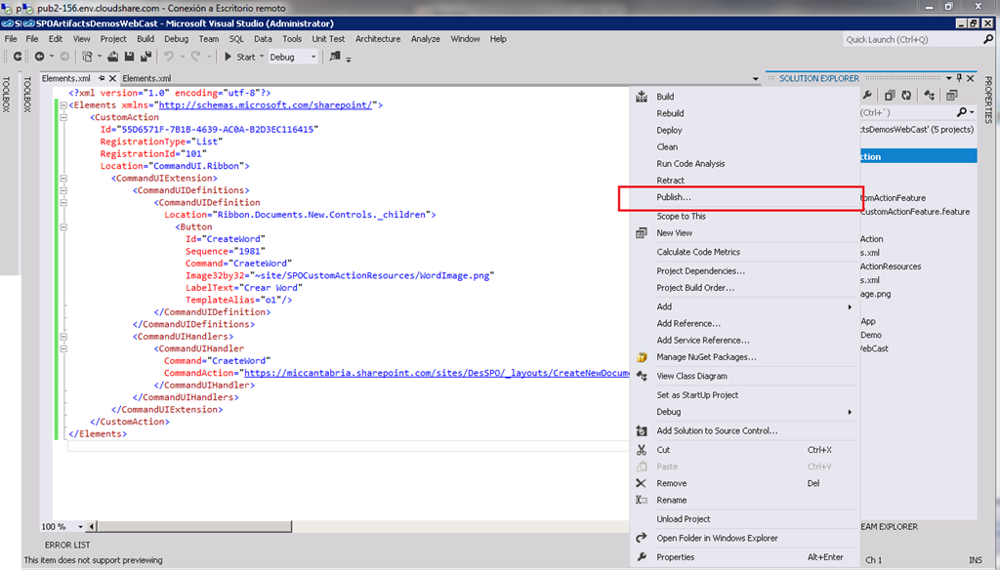 pub2-156.env.cloudshare.com - Conexión a Escritorio remoto
SPOArtifactsDemosWebCast - Microsoft Visual Studio (Administrator)
File File Edit View Project Build Debug Team SQL Data Tools Unit Test Architecture Analyze Window Help
Quick Launch (Ctrl+Q)
Start Debug
TOOLBOX
TOOLBOX
Elements.xml Elements.xml
<?xml version="1.0" encoding="utf-8"?>
<Elements xmlns="http://schemas.microsoft.com/sharepoint/">
<CustomAction
Id="55D6571F-7B1B-4639-AC0A-B2D3EC116415"
RegistrationType="List"
RegistrationId="101"
Location="CommandUI.Ribbon">
<CommandUIExtension>
<CommandUIDefinitions>
<CommandUIDefinition
Location="Ribbon.Documents.New.Controls._children">
<Button
Id="CreateWord"
Sequence="1981"
Command="CraeteWord"
Image32by32="~site/SPOCustomActionResources/WordImage.png"
LabelText="Crear Word"
TemplateAlias="o1"/>
</CommandUIDefinition>
</CommandUIDefinitions>
<CommandUIHandlers>
<CommandUIHandler
Command="CraeteWord"
CommandAction="https://miccantabria.sharepoint.com/sites/DesSPO/_layouts/CreateNewDocume
</CommandUIHandler>
</CommandUIHandlers>
</CommandUIExtension>
</CustomAction>
</Elements>
100 %
ERROR LIST
This item does not support previewing
Build
Rebuild
Deploy
Clean
Run Code Analysis
Retract
Publish...
Scope to This
New View
Calculate Code Metrics
Project Dependencies...
Project Build Order...
Add
Add Reference...
Add Service Reference...
Manage NuGet Packages...
View Class Diagram
Set as StartUp Project
Debug
Add Solution to Source Control...
Cut Ctrl+X
Paste Ctrl+V
Remove Del
Rename
Unload Project
Open Folder in Windows Explorer
Properties Alt+Enter
SOLUTION EXPLORER
(Ctrl+`)
ctsDemosWebCast' (5 projects)
ction
omActionFeature
CustomActionFeature.feature
Action
s.xml
ActionResources
s.xml
age.png
App
Demo
WebCast
EAM EXPLORER
PROPERTIES
Ch 1 INS